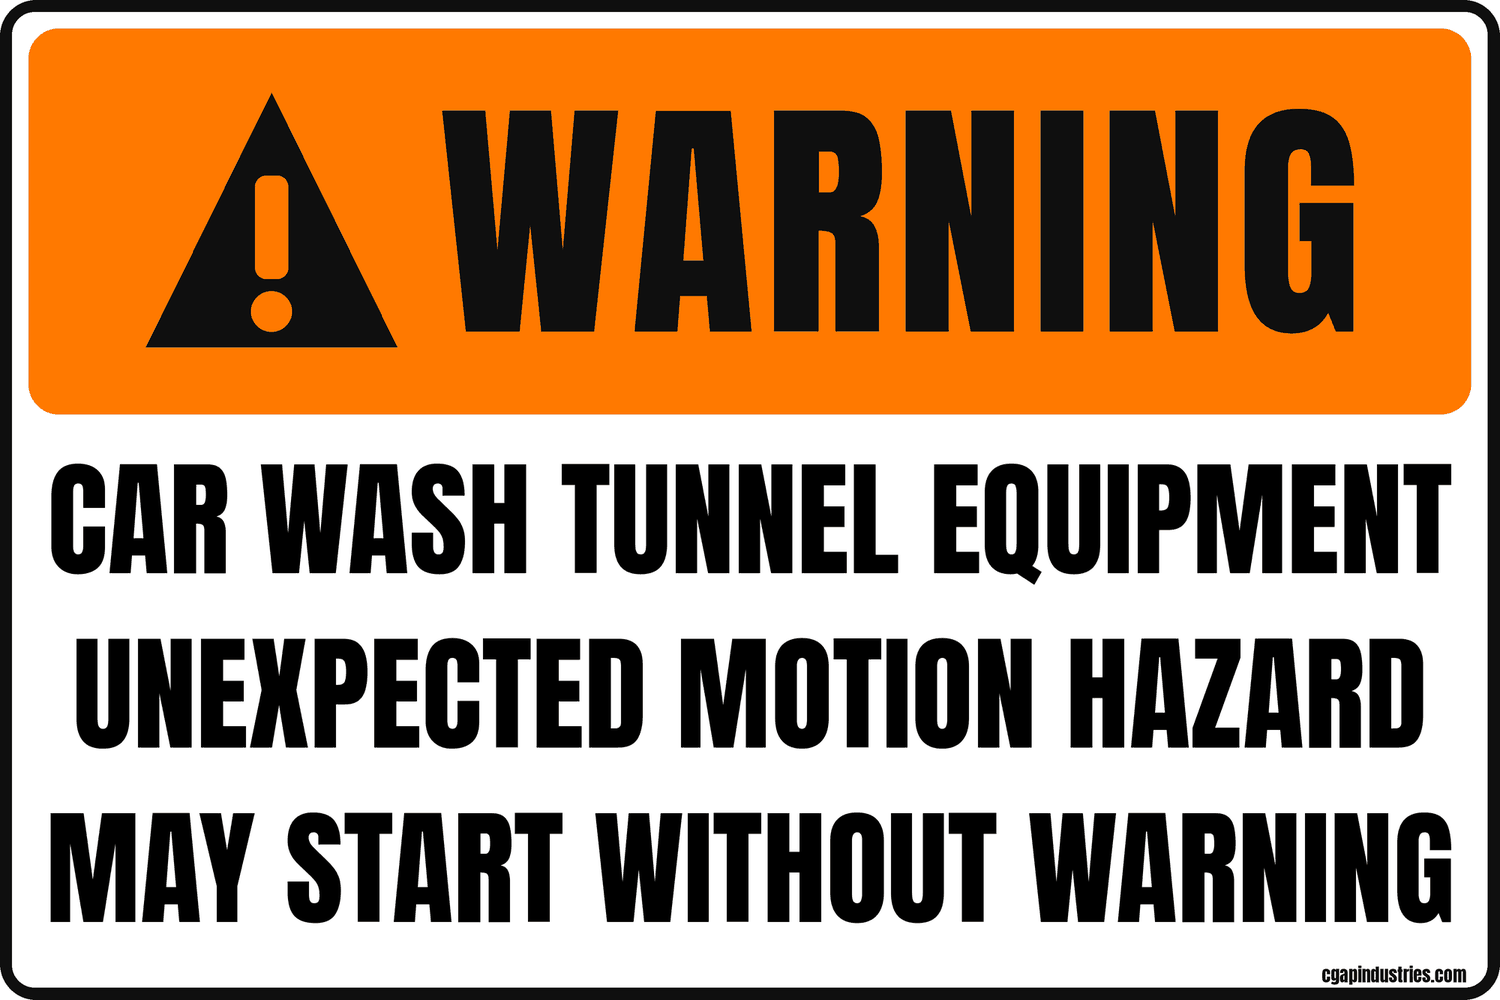 WARNING
CAR WASH TUNNEL EQUIPMENT
UNEXPECTED MOTION HAZARD
MAY START WITHOUT WARNING
cgapindustries.com